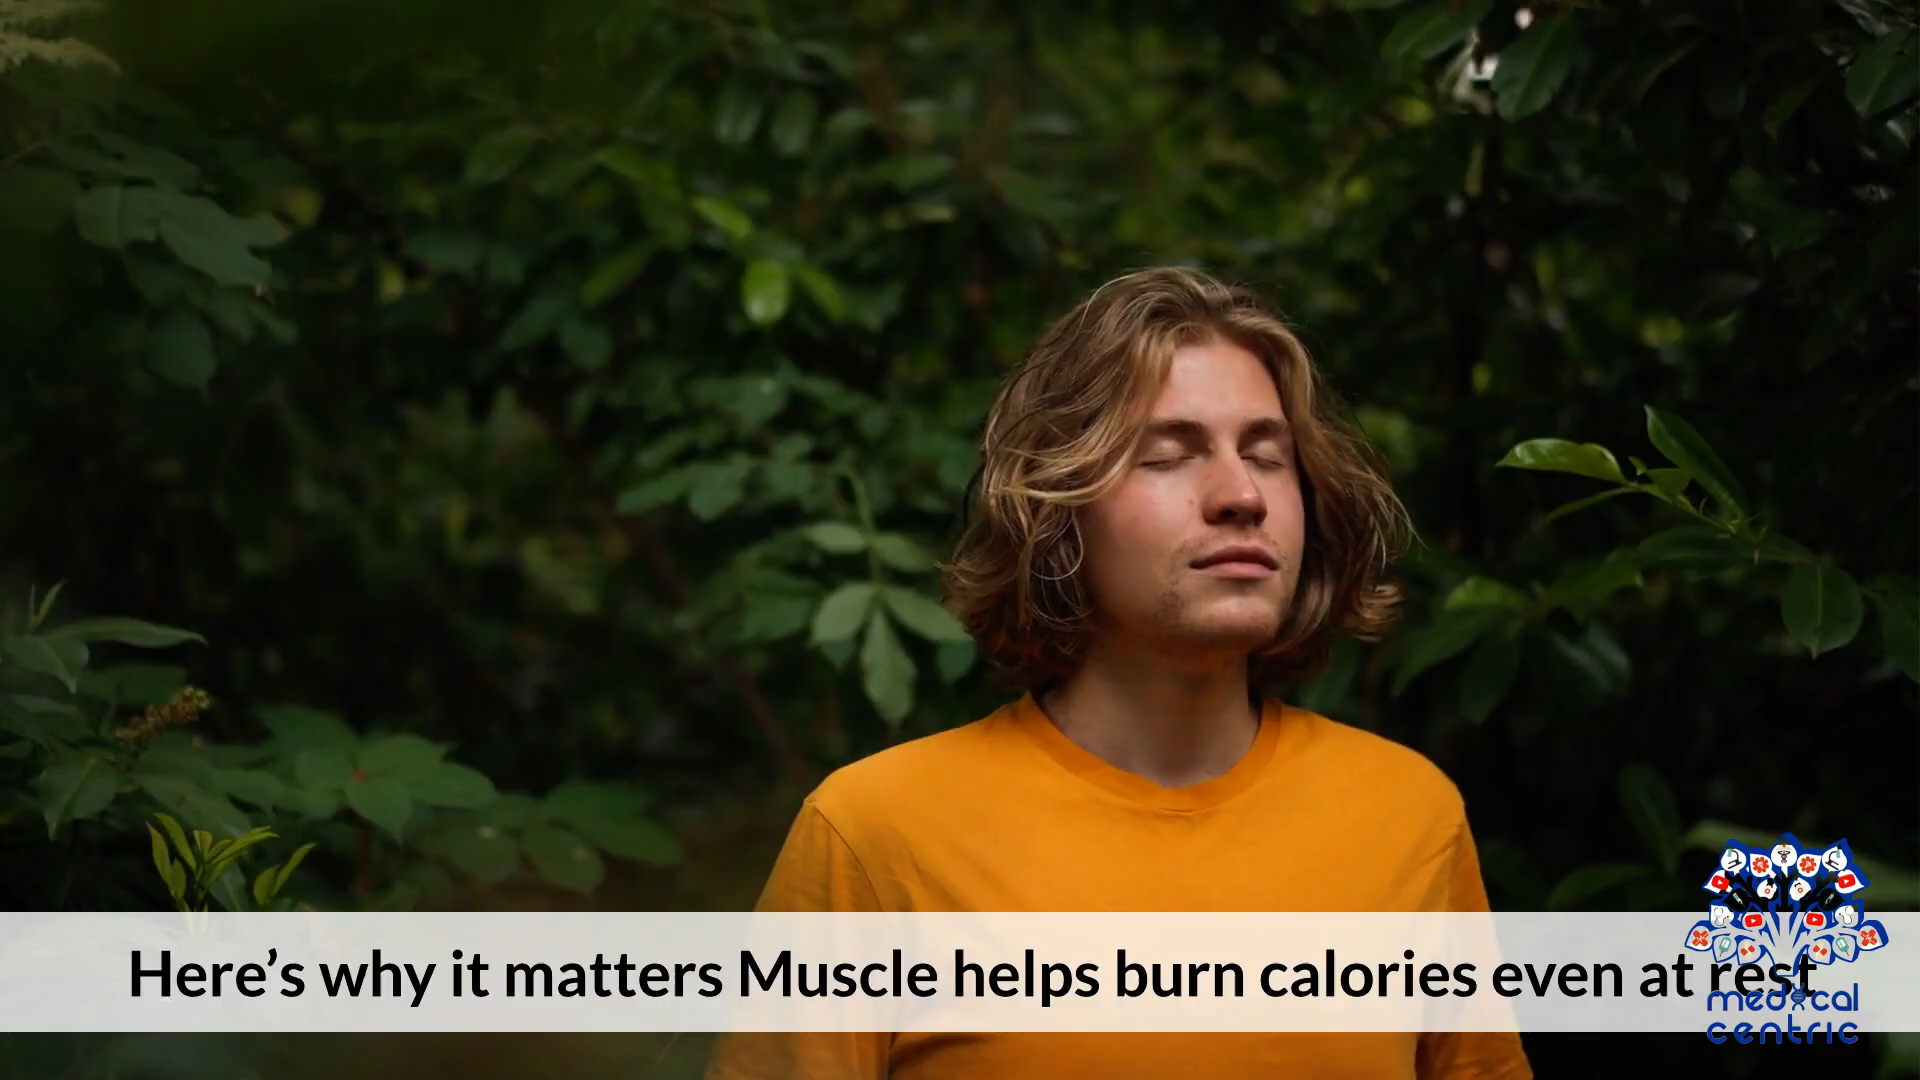 Here’s why it matters Muscle helps burn calories even at rest
medical
centric